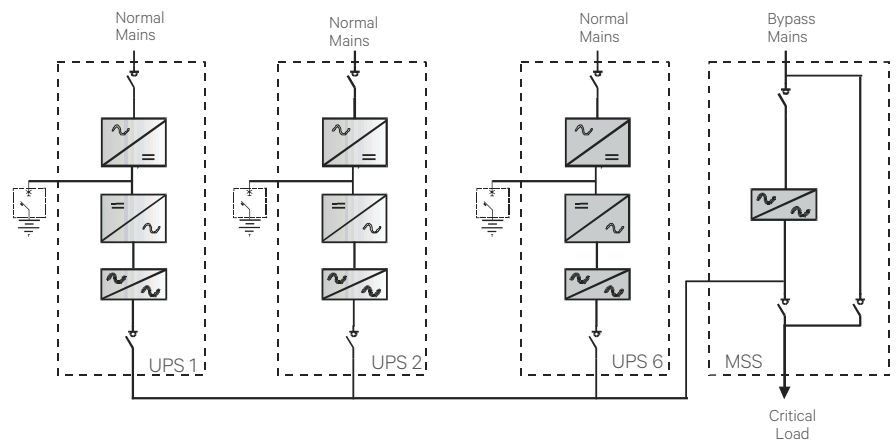 Normal
Mains
Normal
Mains
Normal
Mains
Bypass
Mains
UPS 1
UPS 2
UPS 6
MSS
Critical
Load